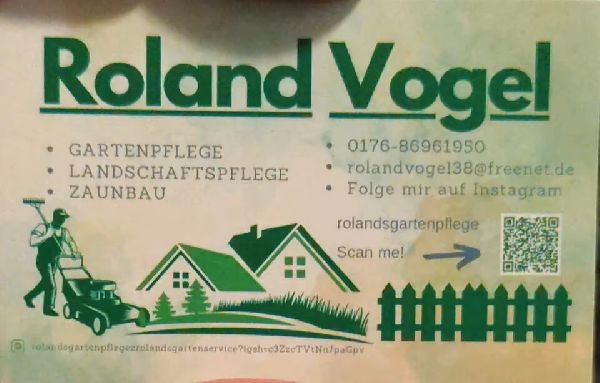 Roland Vogel
• GARTENPFLEGE
• LANDSCHAFTSPFLEGE
• ZAUNBAU
• 0176-86961950
• rolandvogel38@freenet.de
• Folge mir auf Instagram
rolandsgartenpflege
Scan me!